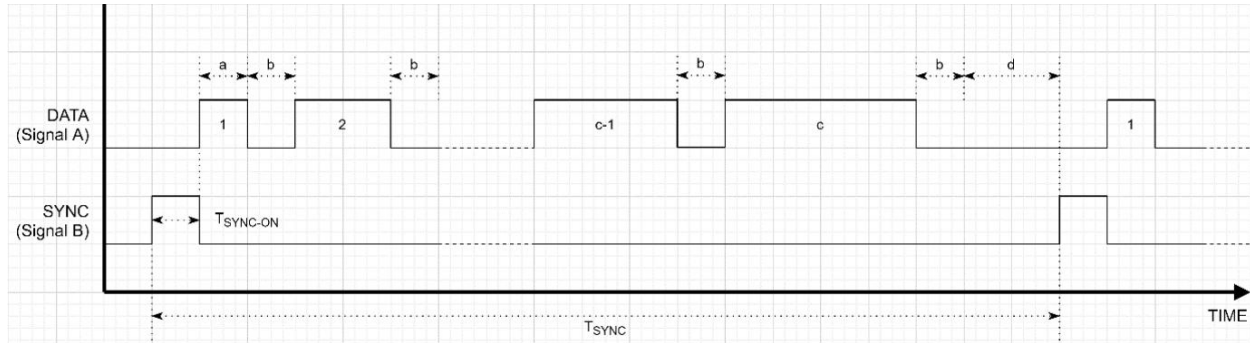 a
b
b
b
b
d
DATA
(Signal A)
1
2
c-1
c
1
SYNC
(Signal B)
TSYNC-ON
TIME
TSYNC